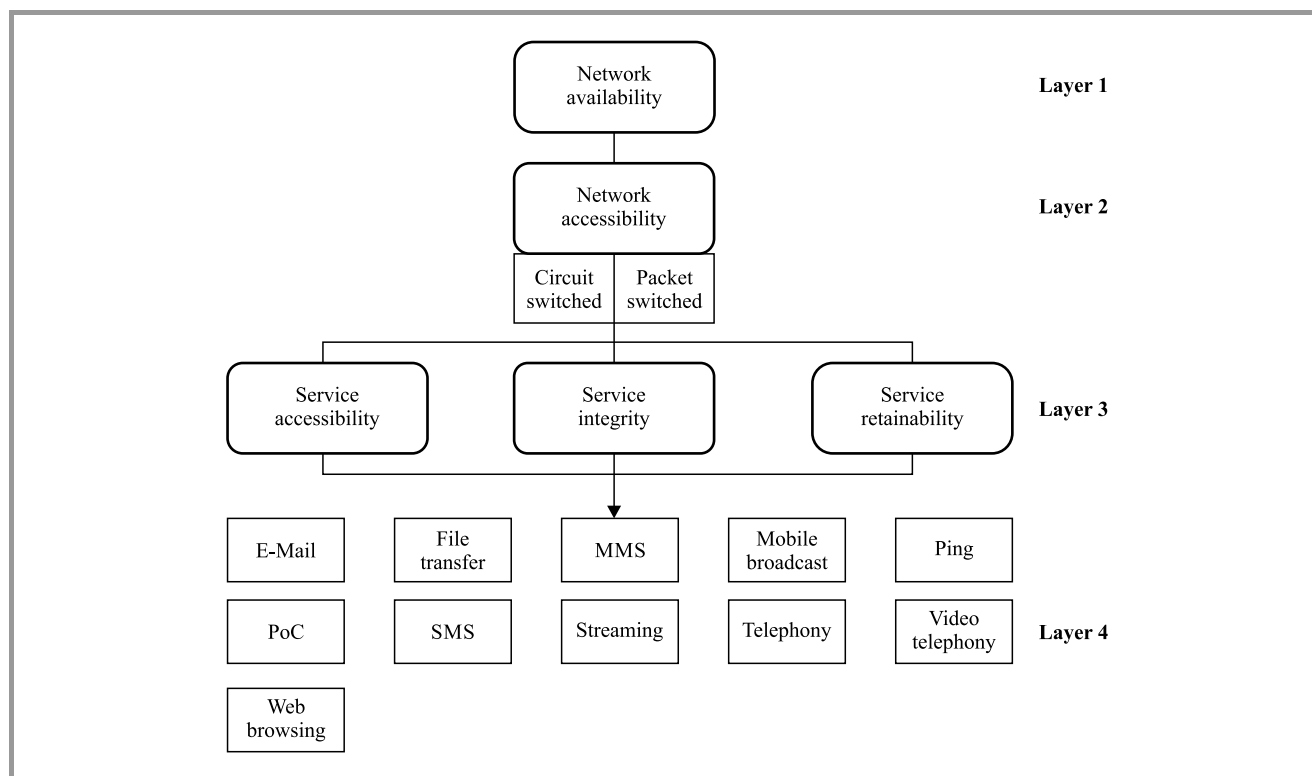 Network
availability
Layer 1
Network
accessibility
Layer 2
Circuit
switched
Packet
switched
Service
accessibility
Service
integrity
Service
retainability
Layer 3
E-Mail
File
transfer
MMS
Mobile
broadcast
Ping
PoC
SMS
Streaming
Telephony
Video
telephony
Layer 4
Web
browsing